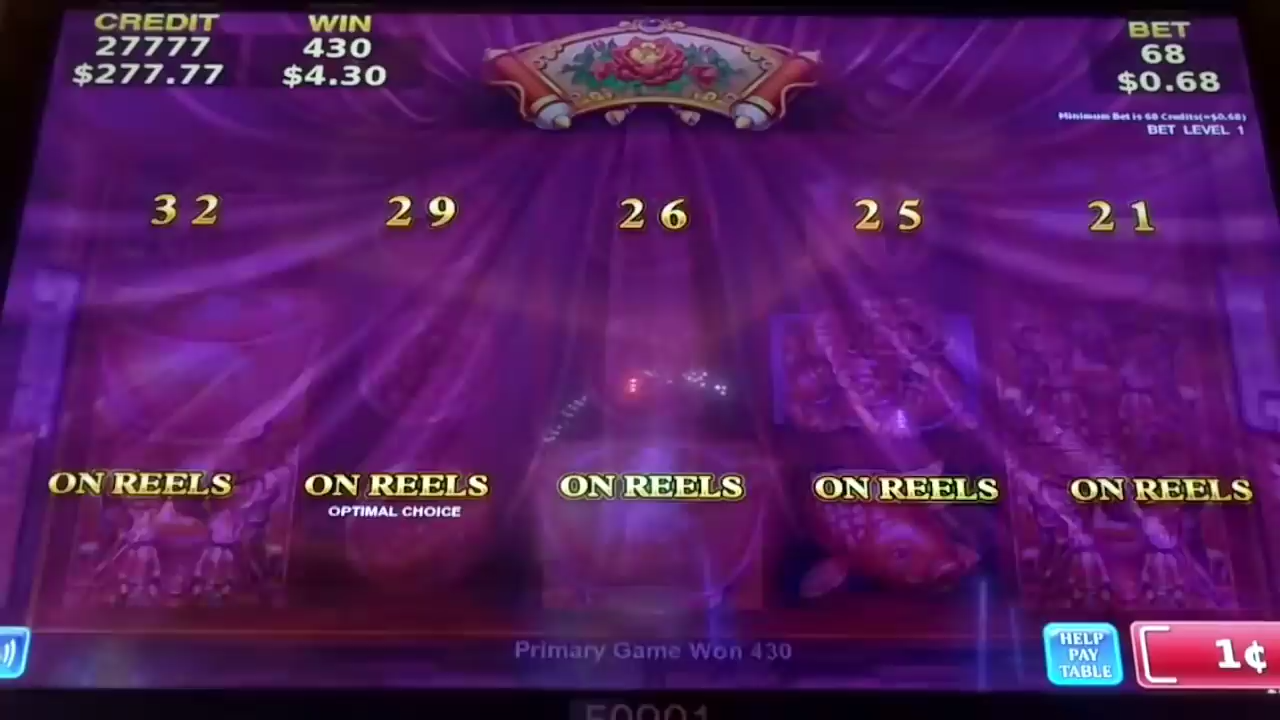 CREDIT
27777
$277.77
WIN
430
$4.30
BET
68
$0.68
Minimum Bet is 68 Credits(=$0.68)
BET LEVEL 1
32 29 26 25 21
ON REELS ON REELS ON REELS ON REELS ON REELS
OPTIMAL CHOICE
Primary Game Won 430
HELP
PAY
TABLE
1¢